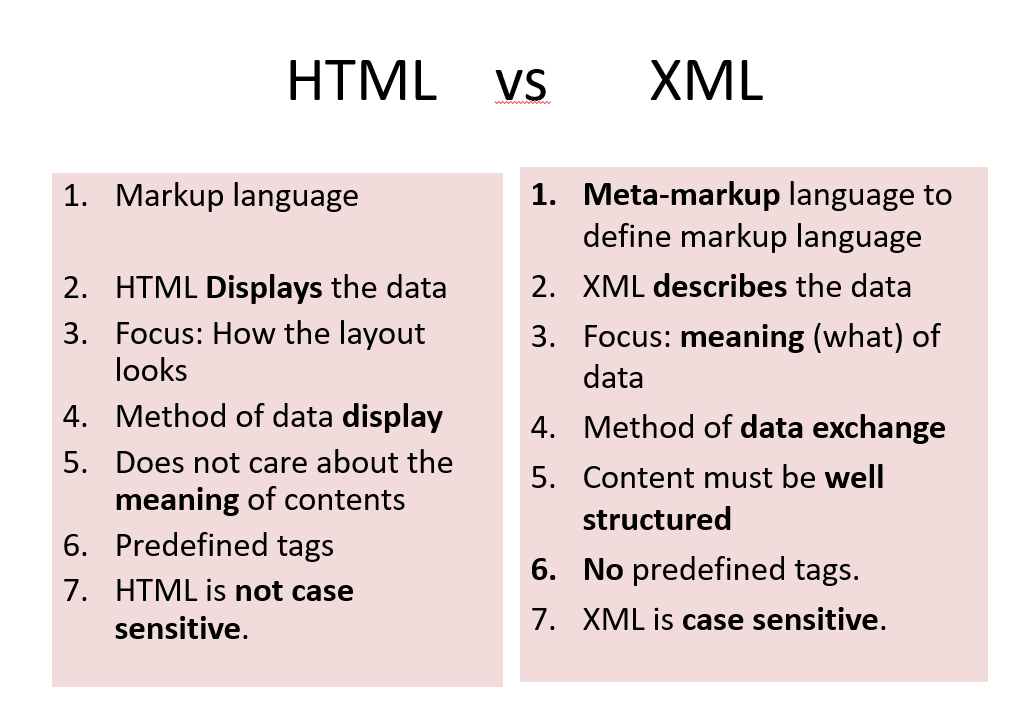 HTML vs XML
1. Markup language
2. HTML Displays the data
3. Focus: How the layout
looks
4. Method of data display
5. Does not care about the
meaning of contents
6. Predefined tags
7. HTML is not case
sensitive.
1. Meta-markup language to
define markup language
2. XML describes the data
3. Focus: meaning (what) of
data
4. Method of data exchange
5. Content must be well
structured
6. No predefined tags.
7. XML is case sensitive.